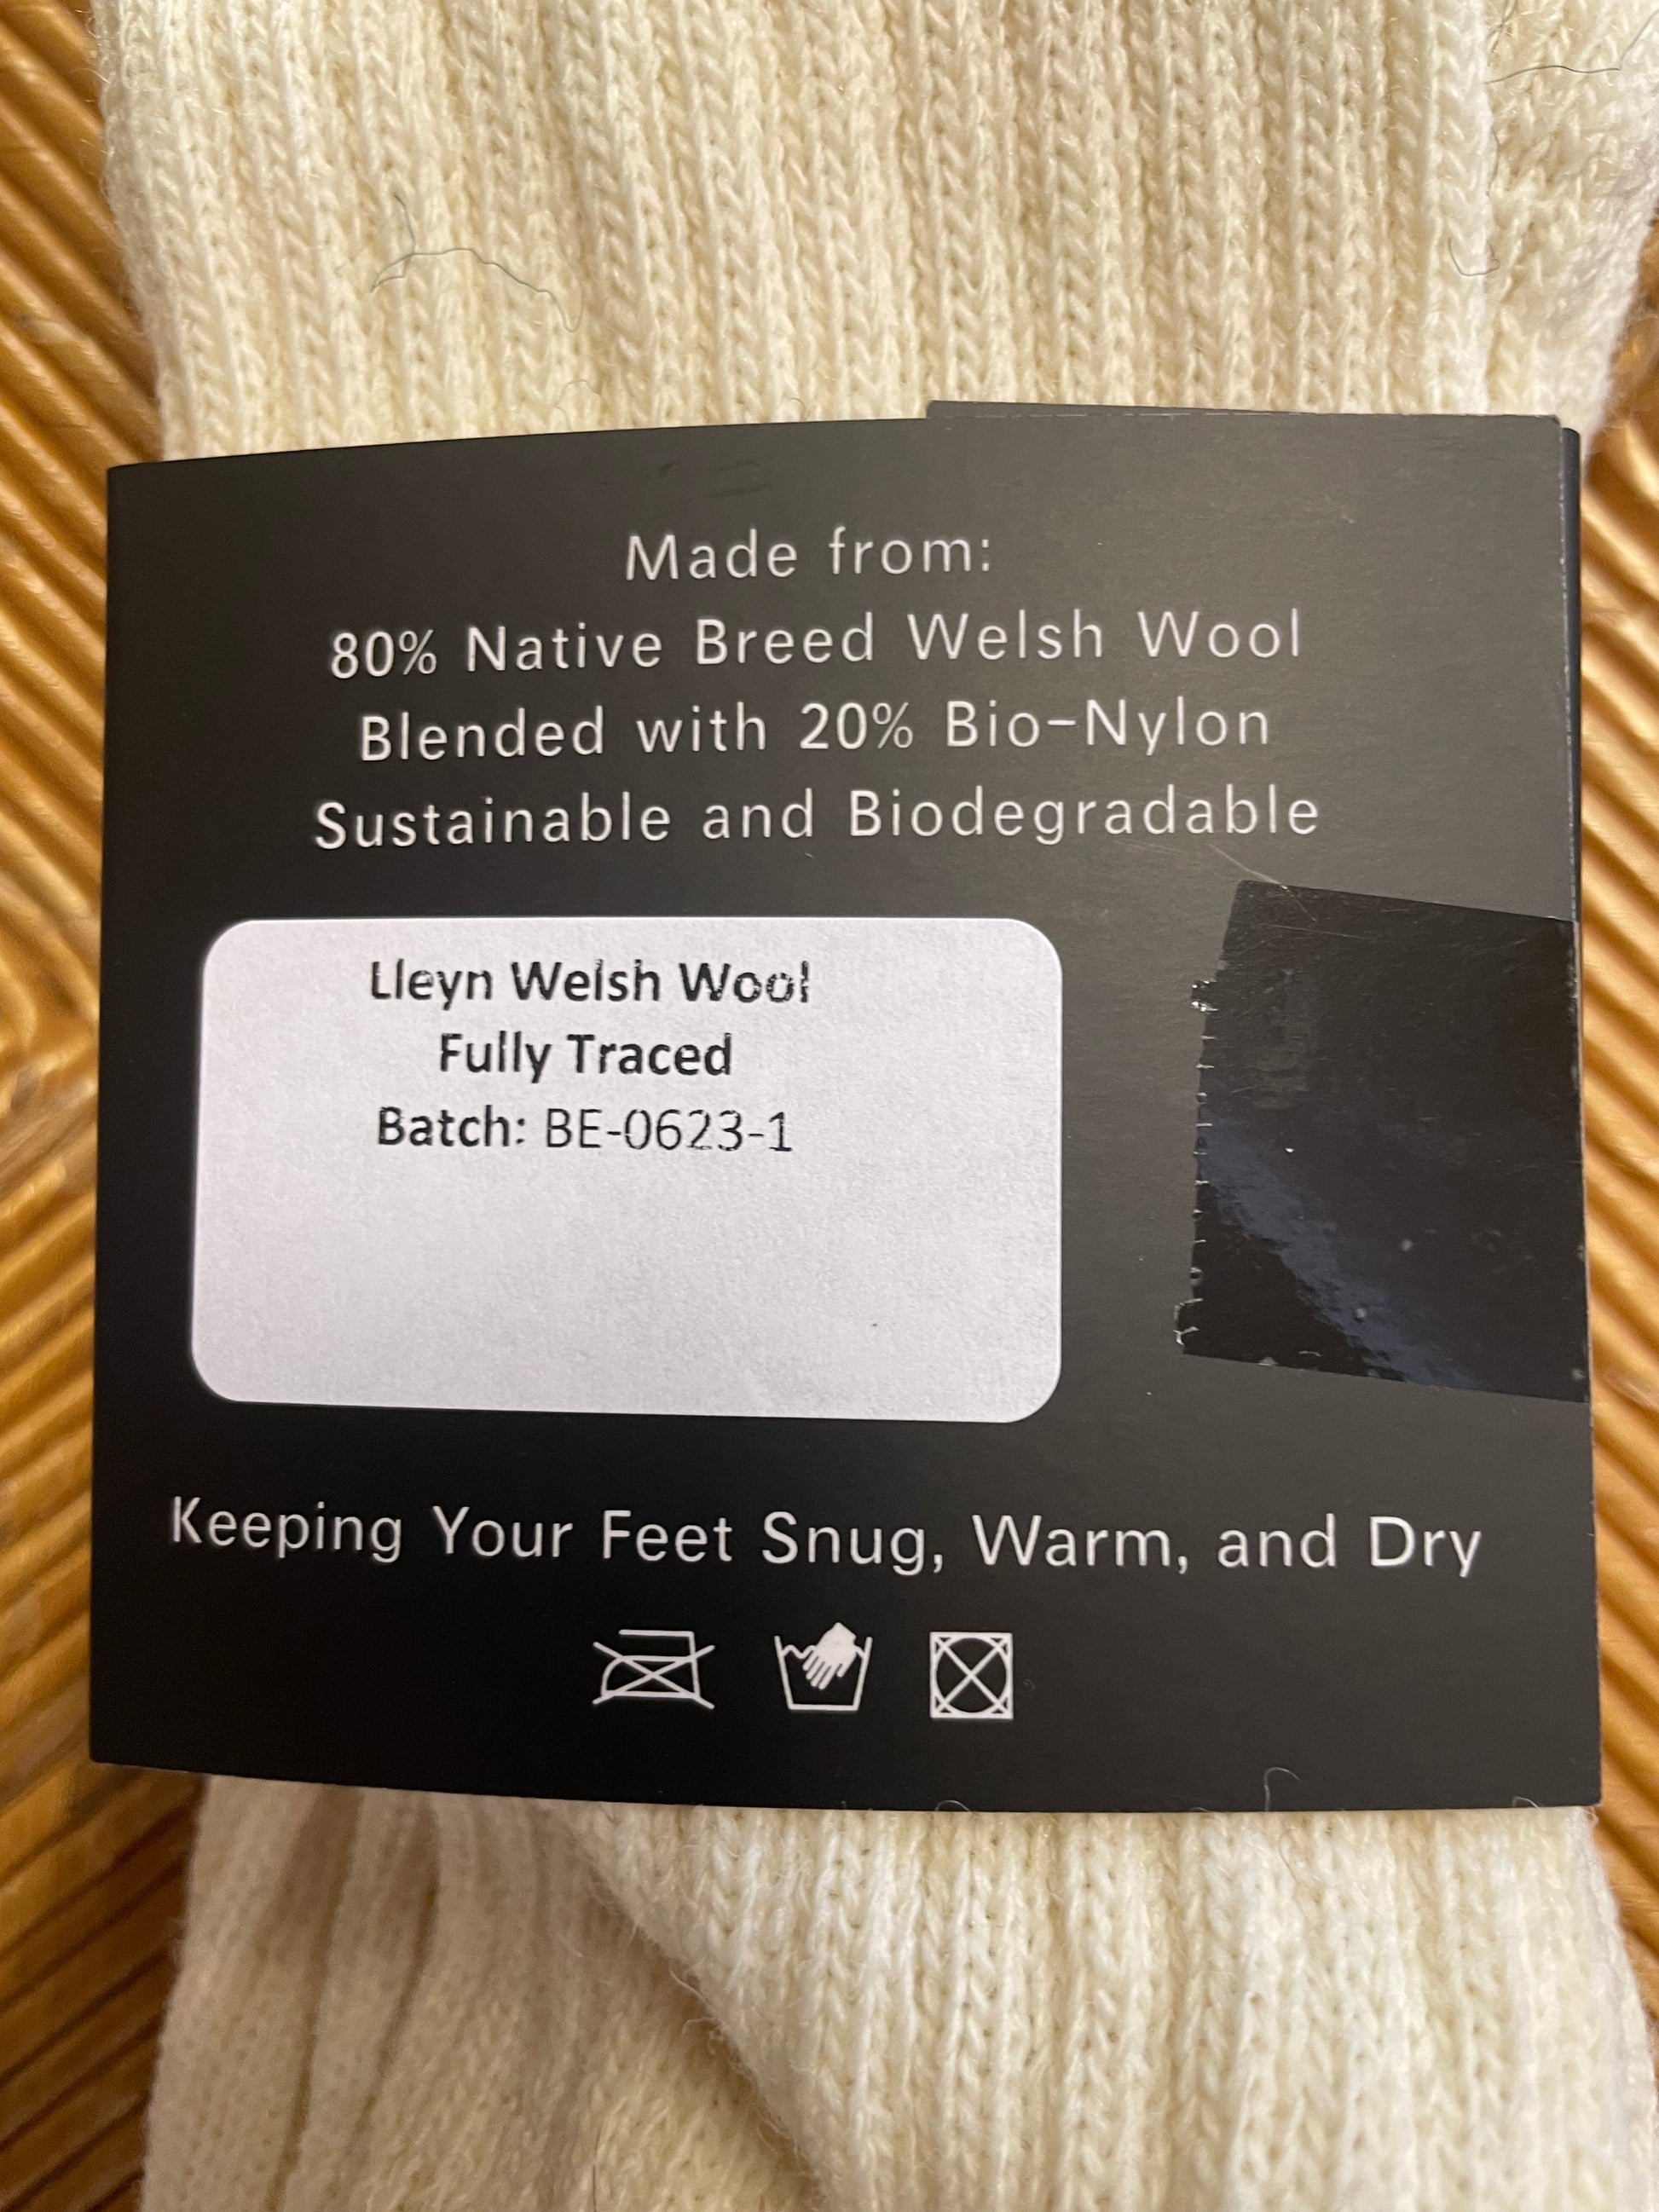 Made from:
80% Native Breed Welsh Wool
Blended with 20% Bio-Nylon
Sustainable and Biodegradable
Lleyn Welsh Wool
Fully Traced
Batch: BE-0623-1
Keeping Your Feet Snug, Warm, and Dry